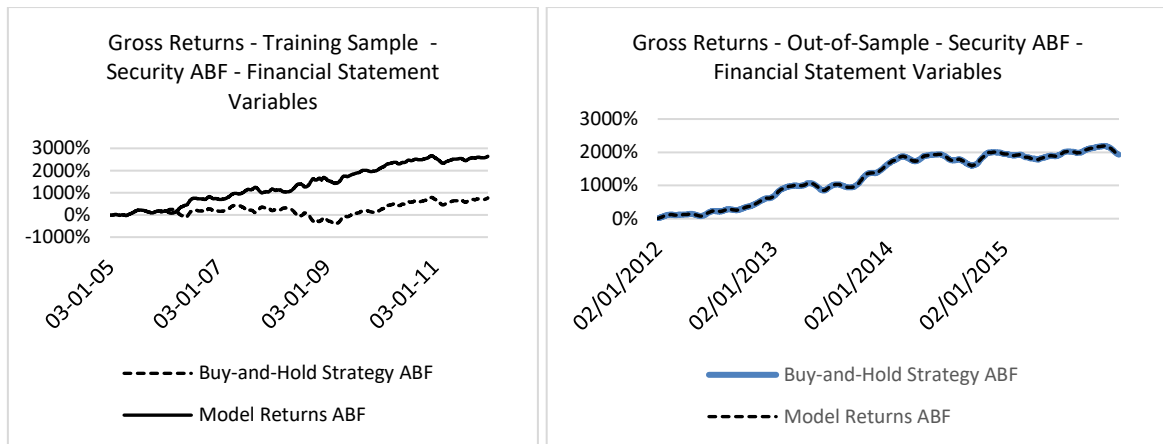 Gross Returns - Training Sample -
Security ABF - Financial Statement
Variables
3000%
2000%
1000%
0%
-1000%
03-01-05
03-01-07
03-01-09
03-01-11
Buy-and-Hold Strategy ABF
Model Returns ABF
Gross Returns - Out-of-Sample - Security ABF -
Financial Statement Variables
3000%
2000%
1000%
0%
02/01/2012
02/01/2013
02/01/2014
02/01/2015
Buy-and-Hold Strategy ABF
Model Returns ABF